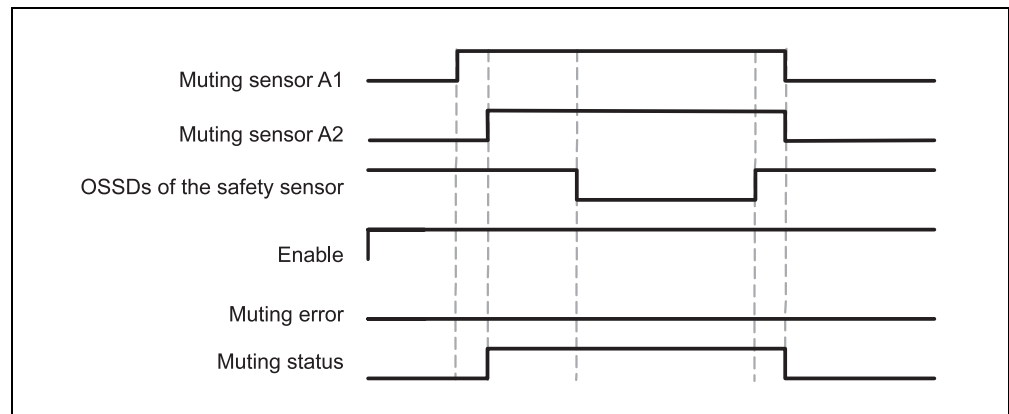 Muting sensor A1
Muting sensor A2
OSSDs of the safety sensor
Enable
Muting error
Muting status